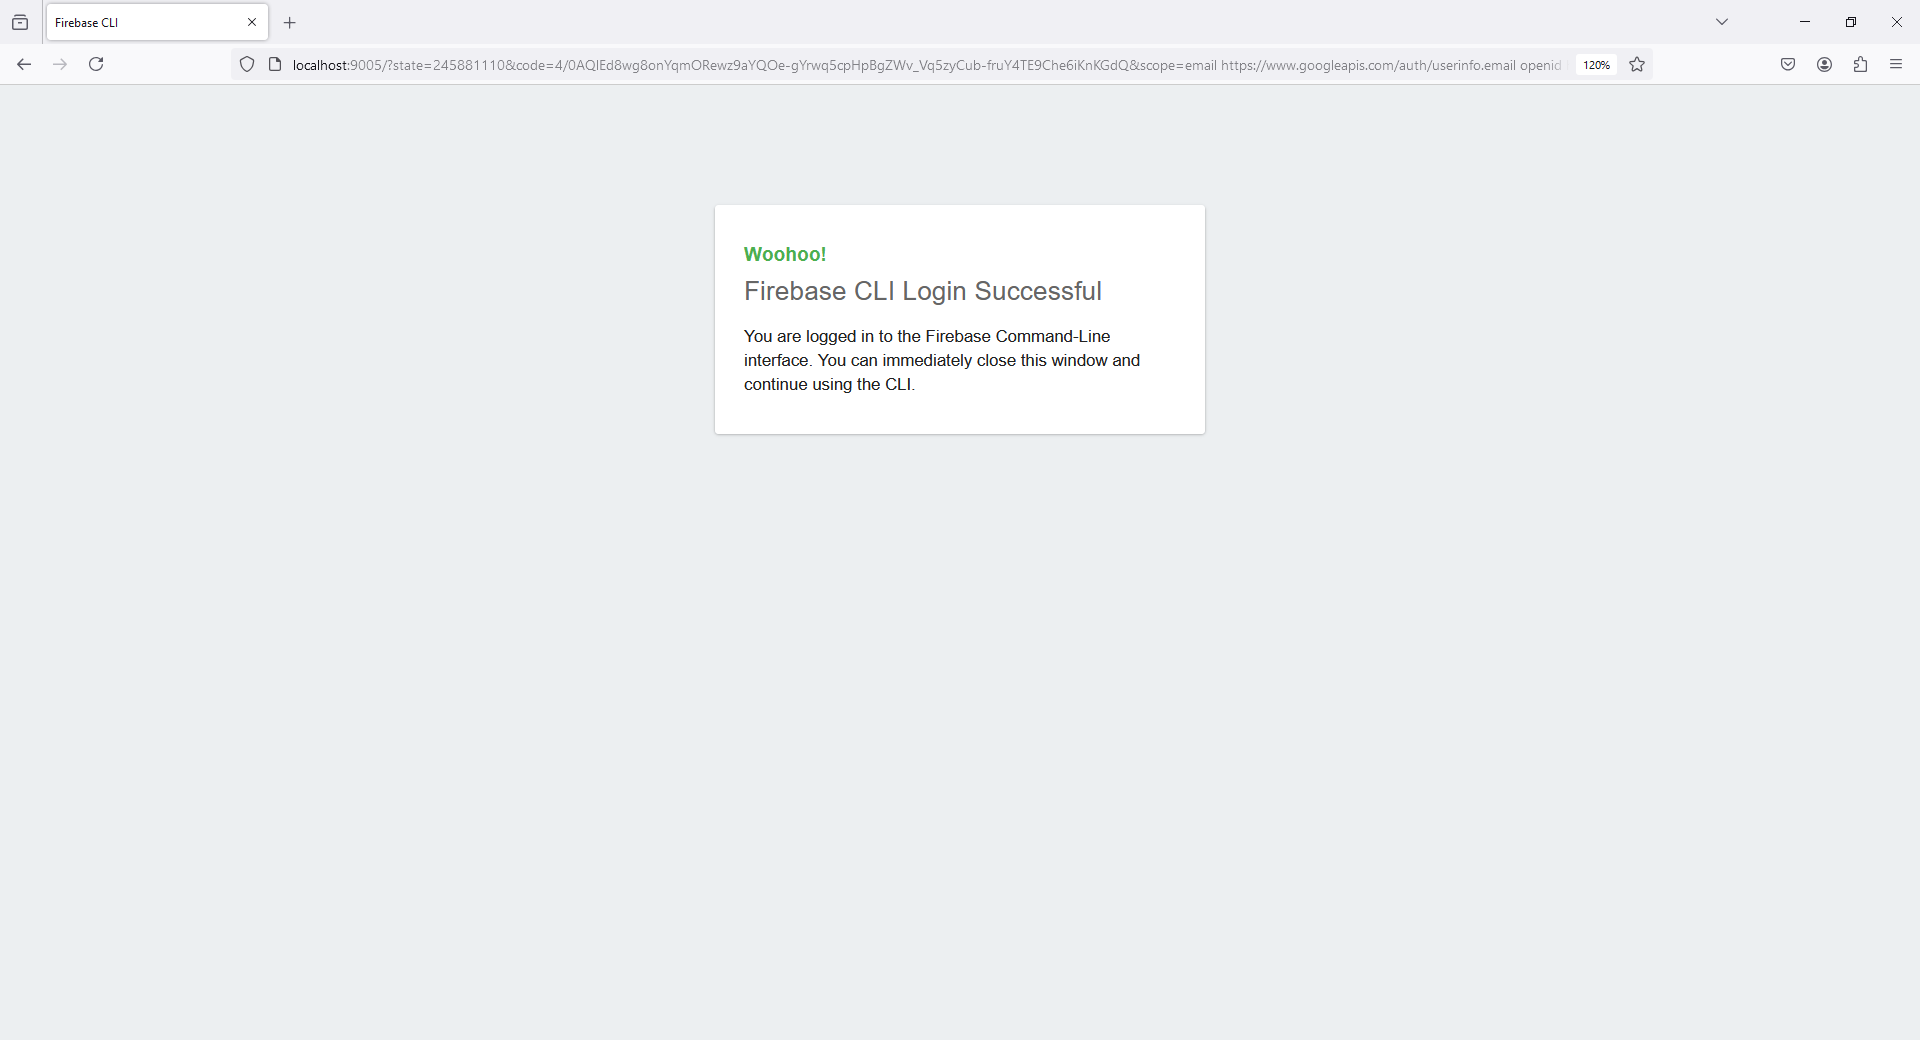 Firebase CLI
localhost:9005/?state=245881110&code=4/0AQlEd8wg8onYqmORewz9aYQOe-gYrwq5cpHpBgZWv_Vq5zyCub-fruY4TE9Che6iKnKGdQ&scope=email https://www.googleapis.com/auth/userinfo.email openid
120%
Woohoo!
Firebase CLI Login Successful
You are logged in to the Firebase Command-Line
interface. You can immediately close this window and
continue using the CLI.